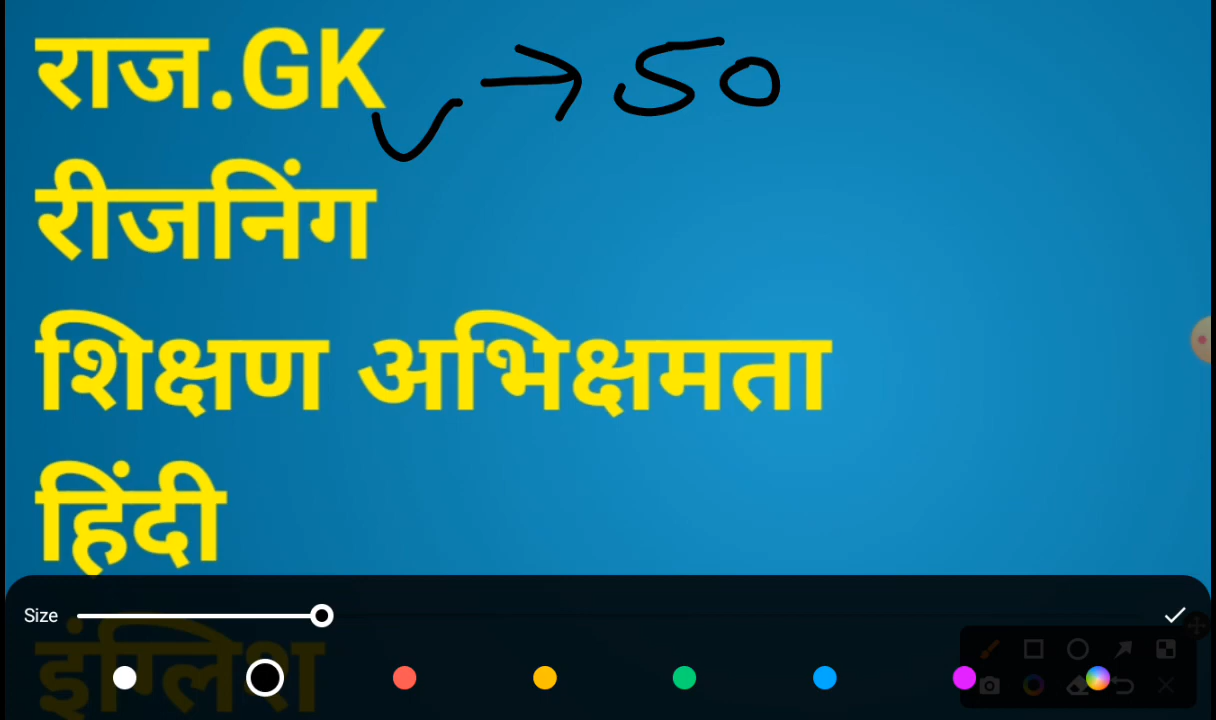 राज.GK → 50
रीजनिंग
शिक्षण अभिक्षमता
हिंदी
Size
इंग्लिश